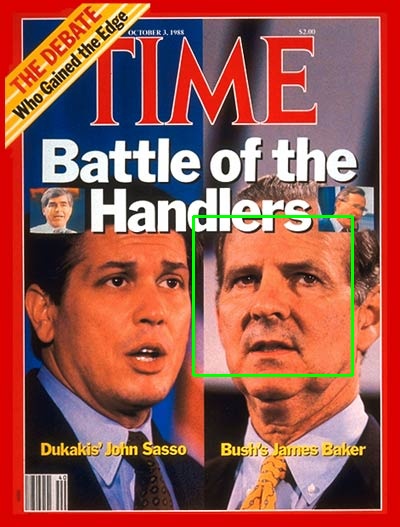 THE DEBATE
Who Gained the Edge
OCTOBER 3, 1988
$2.00
TIME
Battle of the
Handlers
Dukakis' John Sasso
Bush's James Baker
40